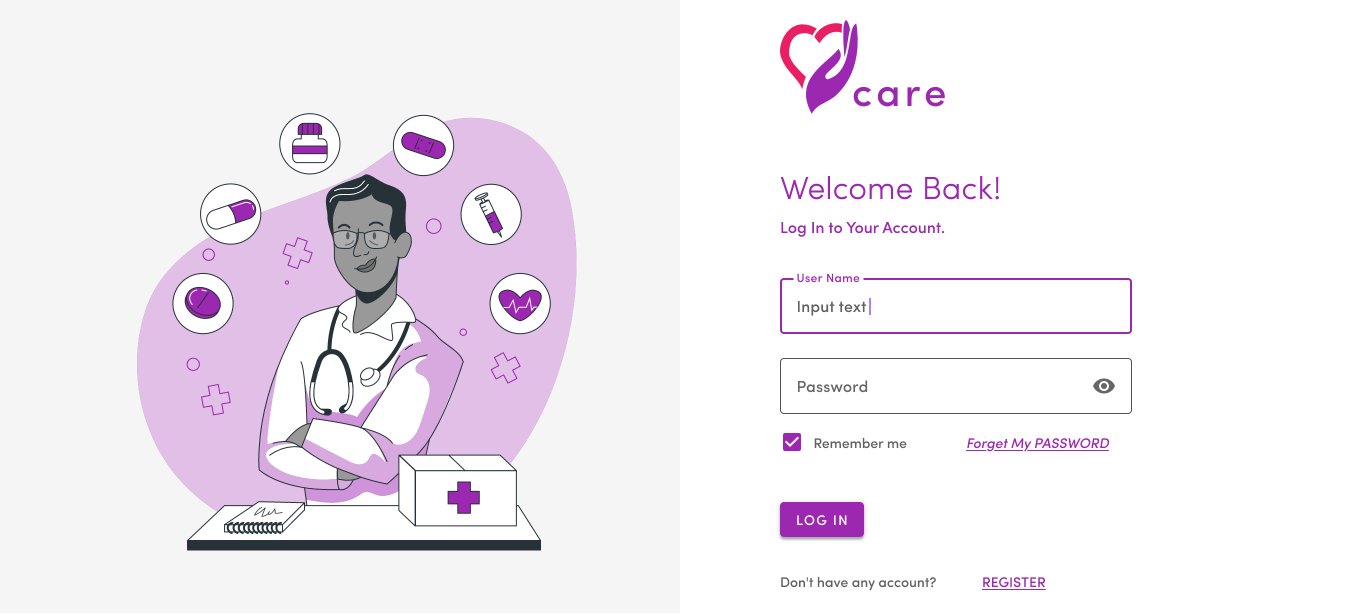 care
Welcome Back!
Log In to Your Account.
User Name
Input text
Password
Remember me Forget My PASSWORD
LOG IN
Don't have any account? REGISTER